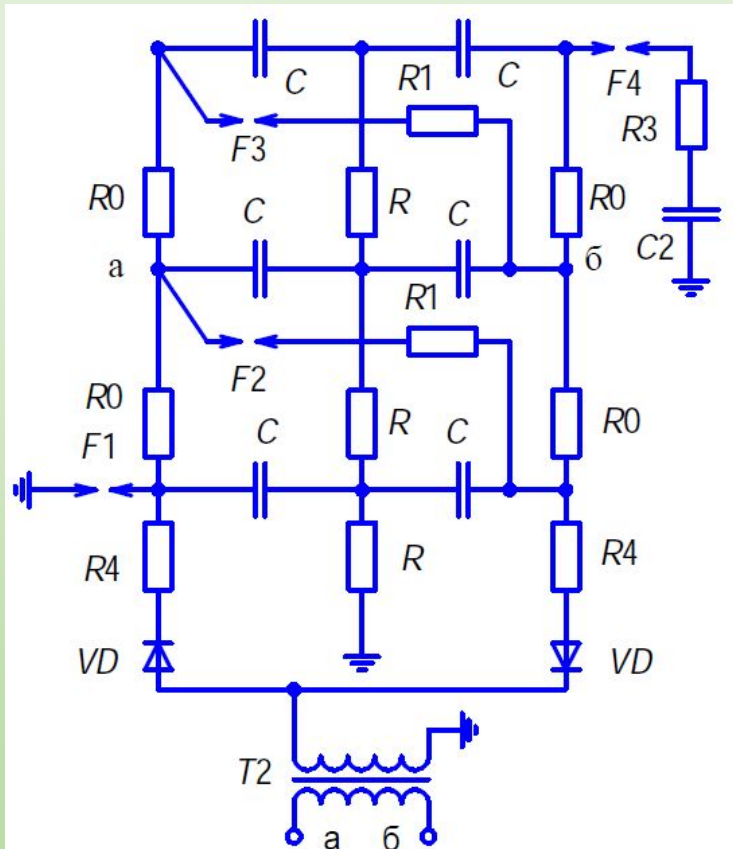 C C F4
R1
F3 R3
R0 R R0
C C C2
а б
R1
F2
R0 R R0
F1 C C
R4 R R4
VD VD
T2
а б